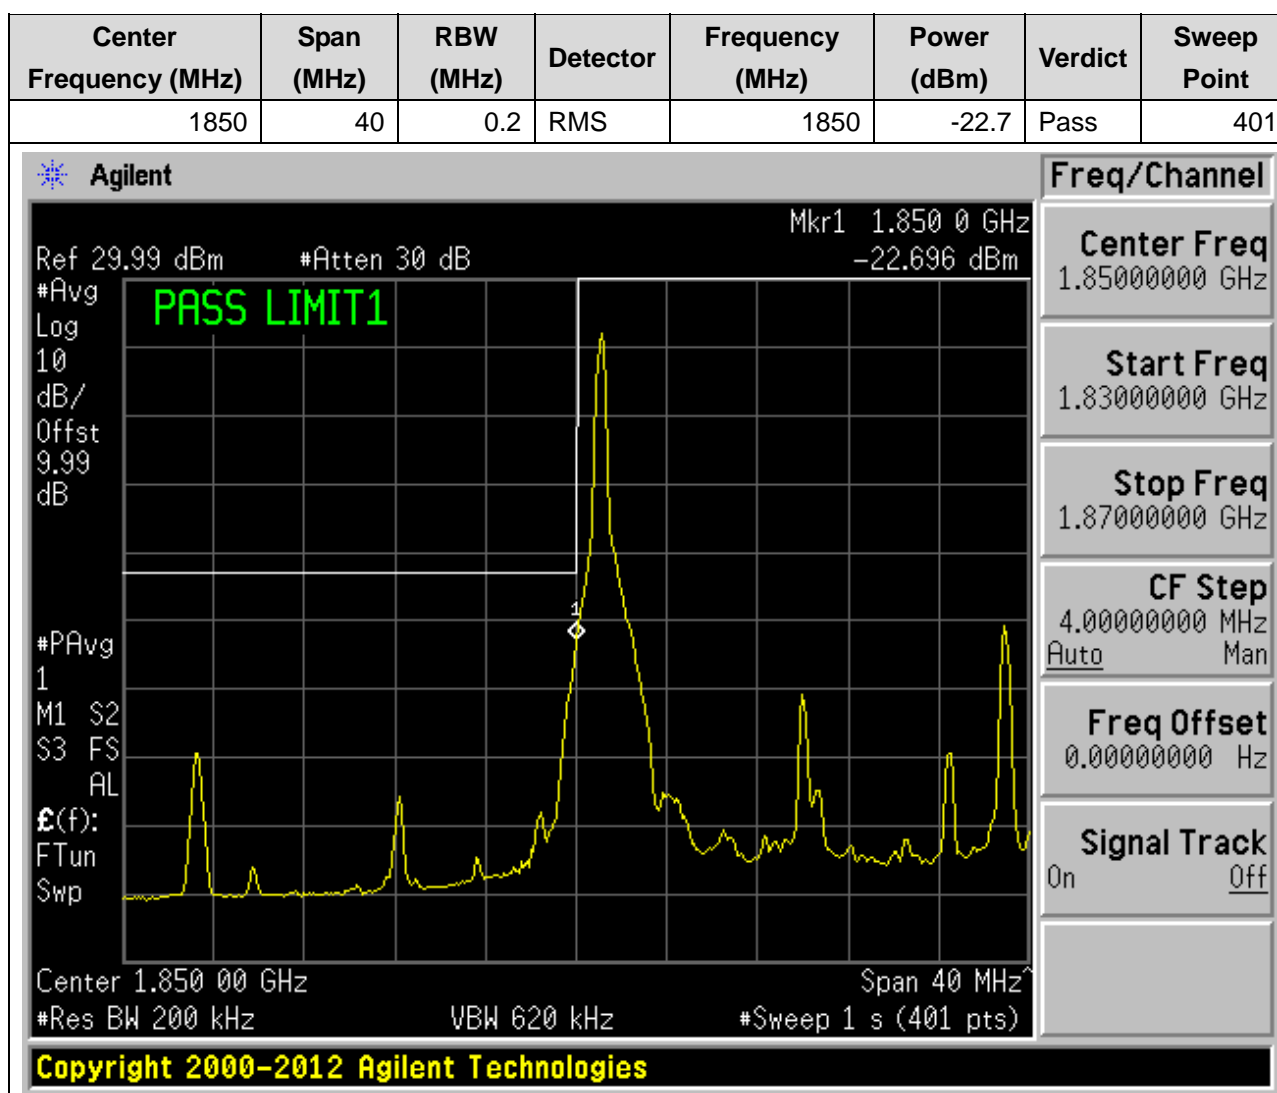 Center Frequency (MHz) Span (MHz) RBW (MHz) Detector Frequency (MHz) Power (dBm) Verdict Sweep Point
1850 40 0.2 RMS 1850 -22.7 Pass 401
Agilent
Freq/Channel
Mkr1 1.850 0 GHz
Ref 29.99 dBm #Atten 30 dB -22.696 dBm
#Avg
Log
10
dB/
Offst
9.99
dB
PASS LIMIT1
1
#PAvg
1
M1 S2
S3 FS
AL
£(f):
FTun
Swp
Center 1.850 00 GHz Span 40 MHz^
#Res BW 200 kHz VBW 620 kHz #Sweep 1 s (401 pts)
Center Freq
1.85000000 GHz
Start Freq
1.83000000 GHz
Stop Freq
1.87000000 GHz
CF Step
4.00000000 MHz
Auto Man
Freq Offset
0.00000000 Hz
Signal Track
On Off
Copyright 2000-2012 Agilent Technologies